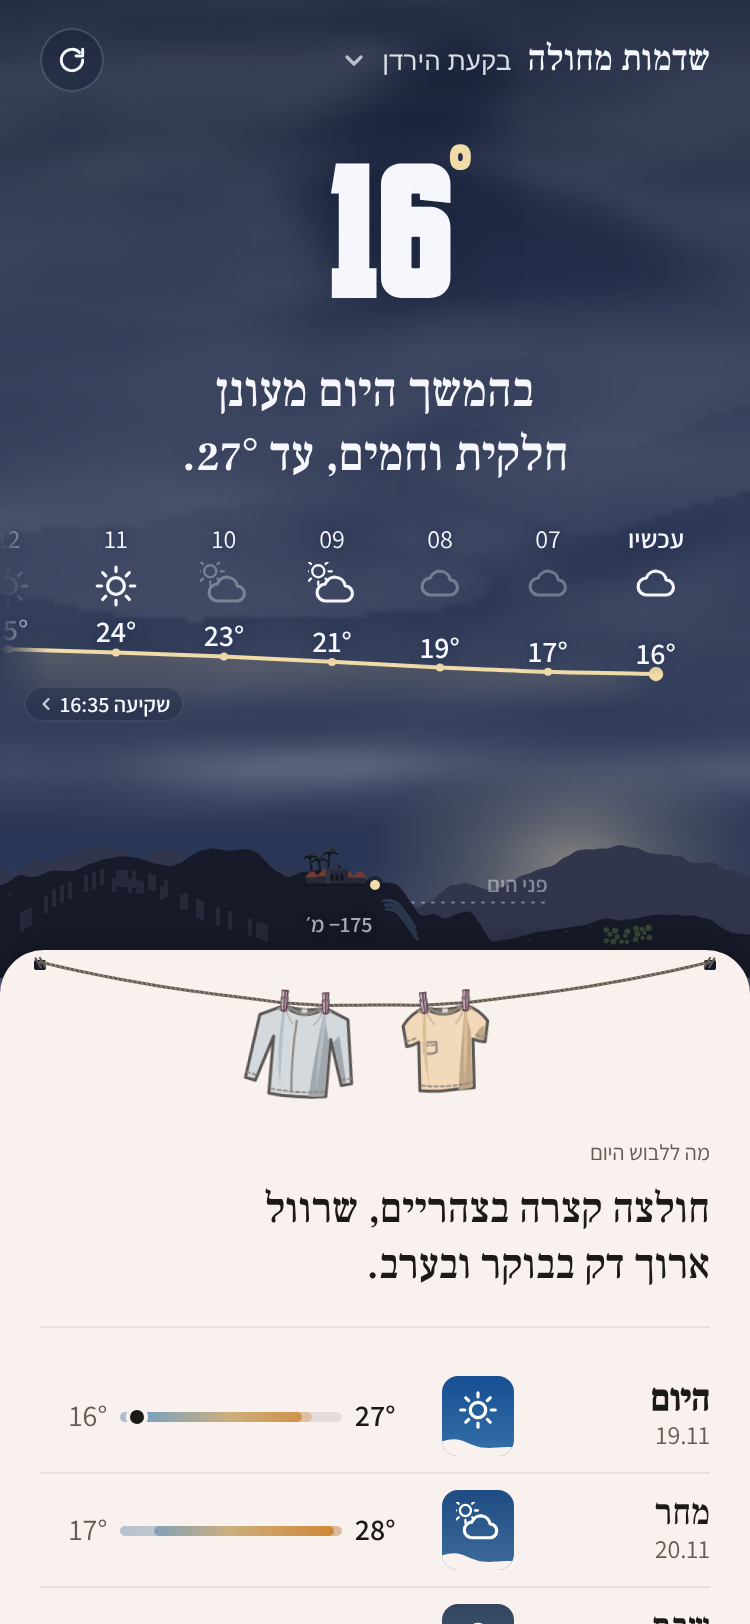 שדמות מחולה בקעת הירדן
16°
בהמשך היום מעונן
חלקית וחמים, עד 27°.
עכשיו 07 08 09 10 11
16° 17° 19° 21° 23° 24°
שקיעה 16:35
פני הים
−175 מ׳
מה ללבוש היום
חולצה קצרה בצהריים, שרוול
ארוך דק בבוקר ובערב.
היום 27° 16°
19.11
מחר 28° 17°
20.11